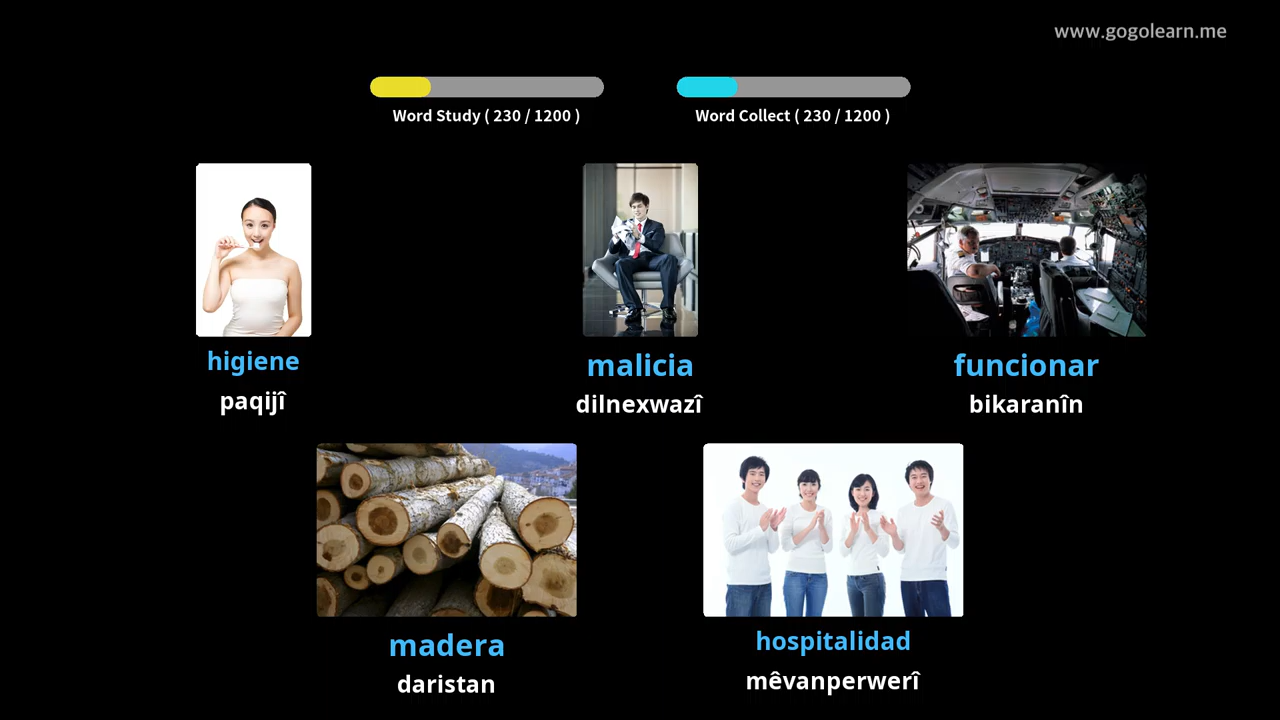 www.gogolearn.me
Word Study ( 230 / 1200 )
Word Collect ( 230 / 1200 )
higiene
paqijî
malicia
dilnexwazî
funcionar
bikaranîn
madera
daristan
hospitalidad
mêvanperwerî